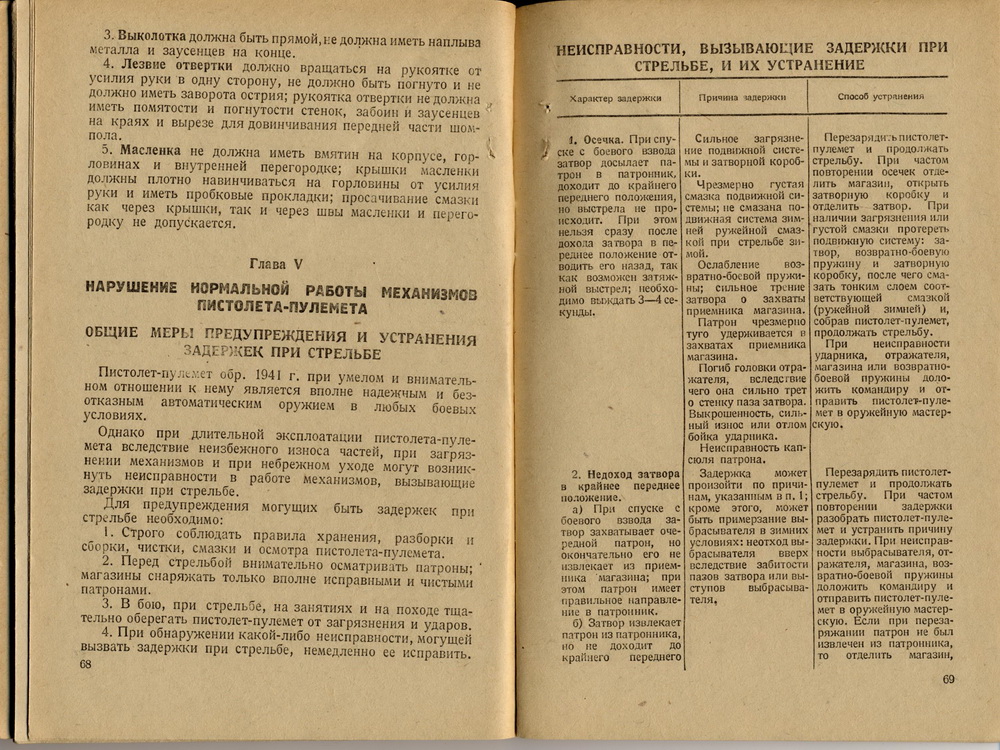 3. Выколотка должна быть прямой, не должна иметь наплыва
металла и заусенцев на конце.
4. Лезвие отвертки должно вращаться на рукоятке от
усилия руки в одну сторону, не должно быть погнуто и не
должно иметь заворота острия; рукоятка отвертки не должна
иметь помятости и погнутости стенок, забоин и заусенцев
на краях и вырезе для довинчивания передней части шом-
пола.
5. Масленка не должна иметь вмятин на корпусе, гор-
ловинах и внутренней перегородке; крышки масленки
должны плотно навинчиваться на горловины от усилия
руки и иметь пробковые прокладки; просачивание смазки
как через крышки, так и через швы масленки и перего-
родку не допускается.
Глава V
НАРУШЕНИЕ НОРМАЛЬНОЙ РАБОТЫ МЕХАНИЗМОВ
ПИСТОЛЕТА-ПУЛЕМЕТА
ОБЩИЕ МЕРЫ ПРЕДУПРЕЖДЕНИЯ И УСТРАНЕНИЯ
ЗАДЕРЖЕК ПРИ СТРЕЛЬБЕ
Пистолет-пулемет обр. 1941 г. при умелом и вниматель-
ном отношении к нему является вполне надежным и без-
отказным автоматическим оружием в любых боевых
условиях.
Однако при длительной эксплоатации пистолета-пуле-
мета вследствие неизбежного износа частей, при загряз-
нении механизмов и при небрежном уходе могут возник-
нуть неисправности в работе механизмов, вызывающие
задержки при стрельбе.
Для предупреждения могущих быть задержек при
стрельбе необходимо:
1. Строго соблюдать правила хранения, разборки и
сборки, чистки, смазки и осмотра пистолета-пулемета.
2. Перед стрельбой внимательно осматривать патроны;
магазины снаряжать только вполне исправными и чистыми
патронами.
3. В бою, при стрельбе, на занятиях и на походе тща-
тельно оберегать пистолет-пулемет от загрязнения и ударов.
4. При обнаружении какой-либо неисправности, могущей
вызвать задержки при стрельбе, немедленно ее исправить.
68
НЕИСПРАВНОСТИ, ВЫЗЫВАЮЩИЕ ЗАДЕРЖКИ ПРИ
СТРЕЛЬБЕ, И ИХ УСТРАНЕНИЕ
Характер задержки
Причина задержки
Способ устранения
1. Осечка. При спу-
ске с боевого взвода
затвор досылает па-
трон в патронник,
доходит до крайнего
переднего положения,
но выстрела не про-
исходит. При этом
нельзя сразу после
дохода затвора в пе-
реднее положение от-
водить его назад, так
как возможен затяж-
ной выстрел; необхо-
димо выждать 3—4 се-
кунды.
Сильное загрязне-
ние подвижной систе-
мы и затворной короб-
ки.
Чрезмерно густая
смазка подвижной си-
стемы; не смазана по-
движная система зим-
ней ружейной смаз-
кой при стрельбе зи-
мой.
Ослабление воз-
вратно-боевой пружи-
ны; сильное трение
затвора о захваты
приемника магазина.
Патрон чрезмерно
туго удерживается в
захватах приемника
магазина.
Погиб головки отра-
жателя, вследствие
чего она сильно трет
о стенку паза затвора.
Выкрошенность, силь-
ный износ или отлом
бойка ударника.
Неисправность кап-
сюля патрона.
Перезарядить пистолет-
пулемет и продолжать
стрельбу. При частом
повторении осечек отде-
лить магазин, открыть
затворную коробку и
отделить затвор. При
наличии загрязнения или
густой смазки протереть
подвижную систему: за-
твор, возвратно-боевую
пружину и затворную
коробку, после чего сма-
зать тонким слоем соот-
ветствующей смазкой
(ружейной зимней) и,
собрав пистолет-пулемет,
продолжать стрельбу.
При неисправности
ударника, отражателя,
магазина или возвратно-
боевой пружины доло-
жить командиру и от-
править пистолет-пуле-
мет в оружейную мастер-
скую.
2. Недоход затвора
в крайнее переднее
положение.
а) При спуске с
боевого взвода за-
твор захватывает оче-
редной патрон, но
окончательно его не
извлекает из прием-
ника магазина; при
этом патрон имеет
правильное направле-
ние в патронник.
б) Затвор извлекает
патрон из патронника,
но не доходит до
крайнего переднего
Задержка может
произойти по причи-
нам, указанным в п. 1;
кроме этого, может
быть примерзание вы-
брасывателя в зимних
условиях: неотход вы-
брасывателя вверх
вследствие забитости
пазов затвора или вы-
ступов выбрасыва-
теля.
Перезарядить пистолет-
пулемет и продолжать
стрельбу. При частом
повторении задержки
разобрать пистолет-пуле-
мет и устранить причину
задержки. При неисправ-
ности выбрасывателя, от-
ражателя, магазина, воз-
вратно-боевой пружины
доложить командиру и
отправить пистолет-пуле-
мет в оружейную мастер-
скую. Если при переза-
ряжании патрон не был
извлечен из патронника,
то отделить магазин,
69